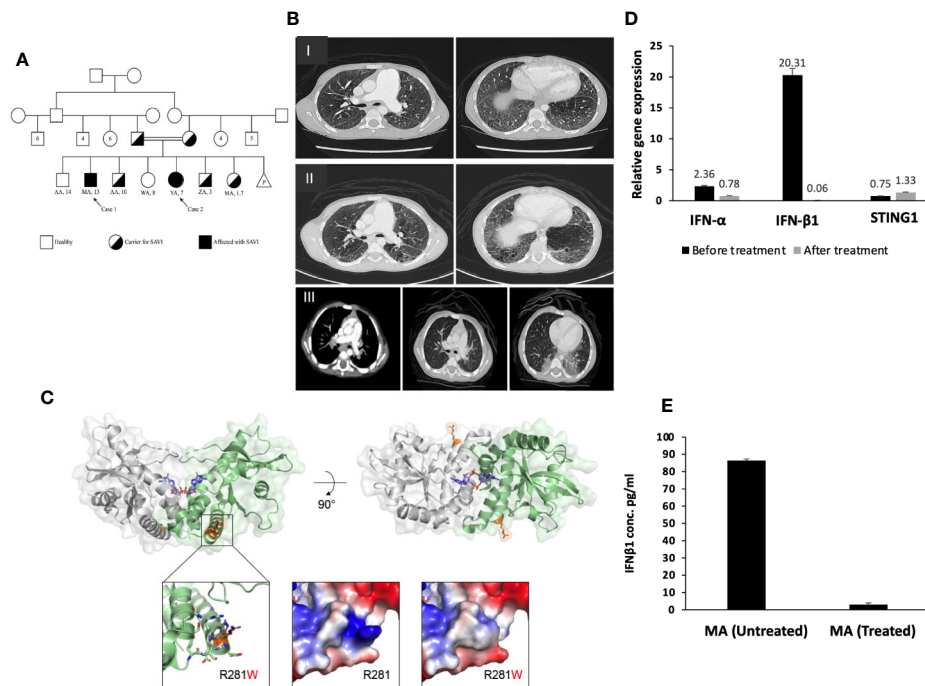 A
6
4
6
4
5
AA, 14
MA, 13
AA, 10
WA, 8
YA, 7
ZA, 3
MA, 1.7
P
Case 1
Case 2
Healthy
Carrier for SAVI
Affected with SAVI
B
I
II
III
C
90°
R281W
R281
R281W
D
Relative gene expression
25
20
15
10
5
0
2.36
0.78
20.31
0.06
0.75
1.33
IFN-α
IFN-β1
STING1
Before treatment
After treatment
E
IFNβ1 conc. pg/ml
100
90
80
70
60
50
40
30
20
10
0
MA (Untreated)
MA (Treated)